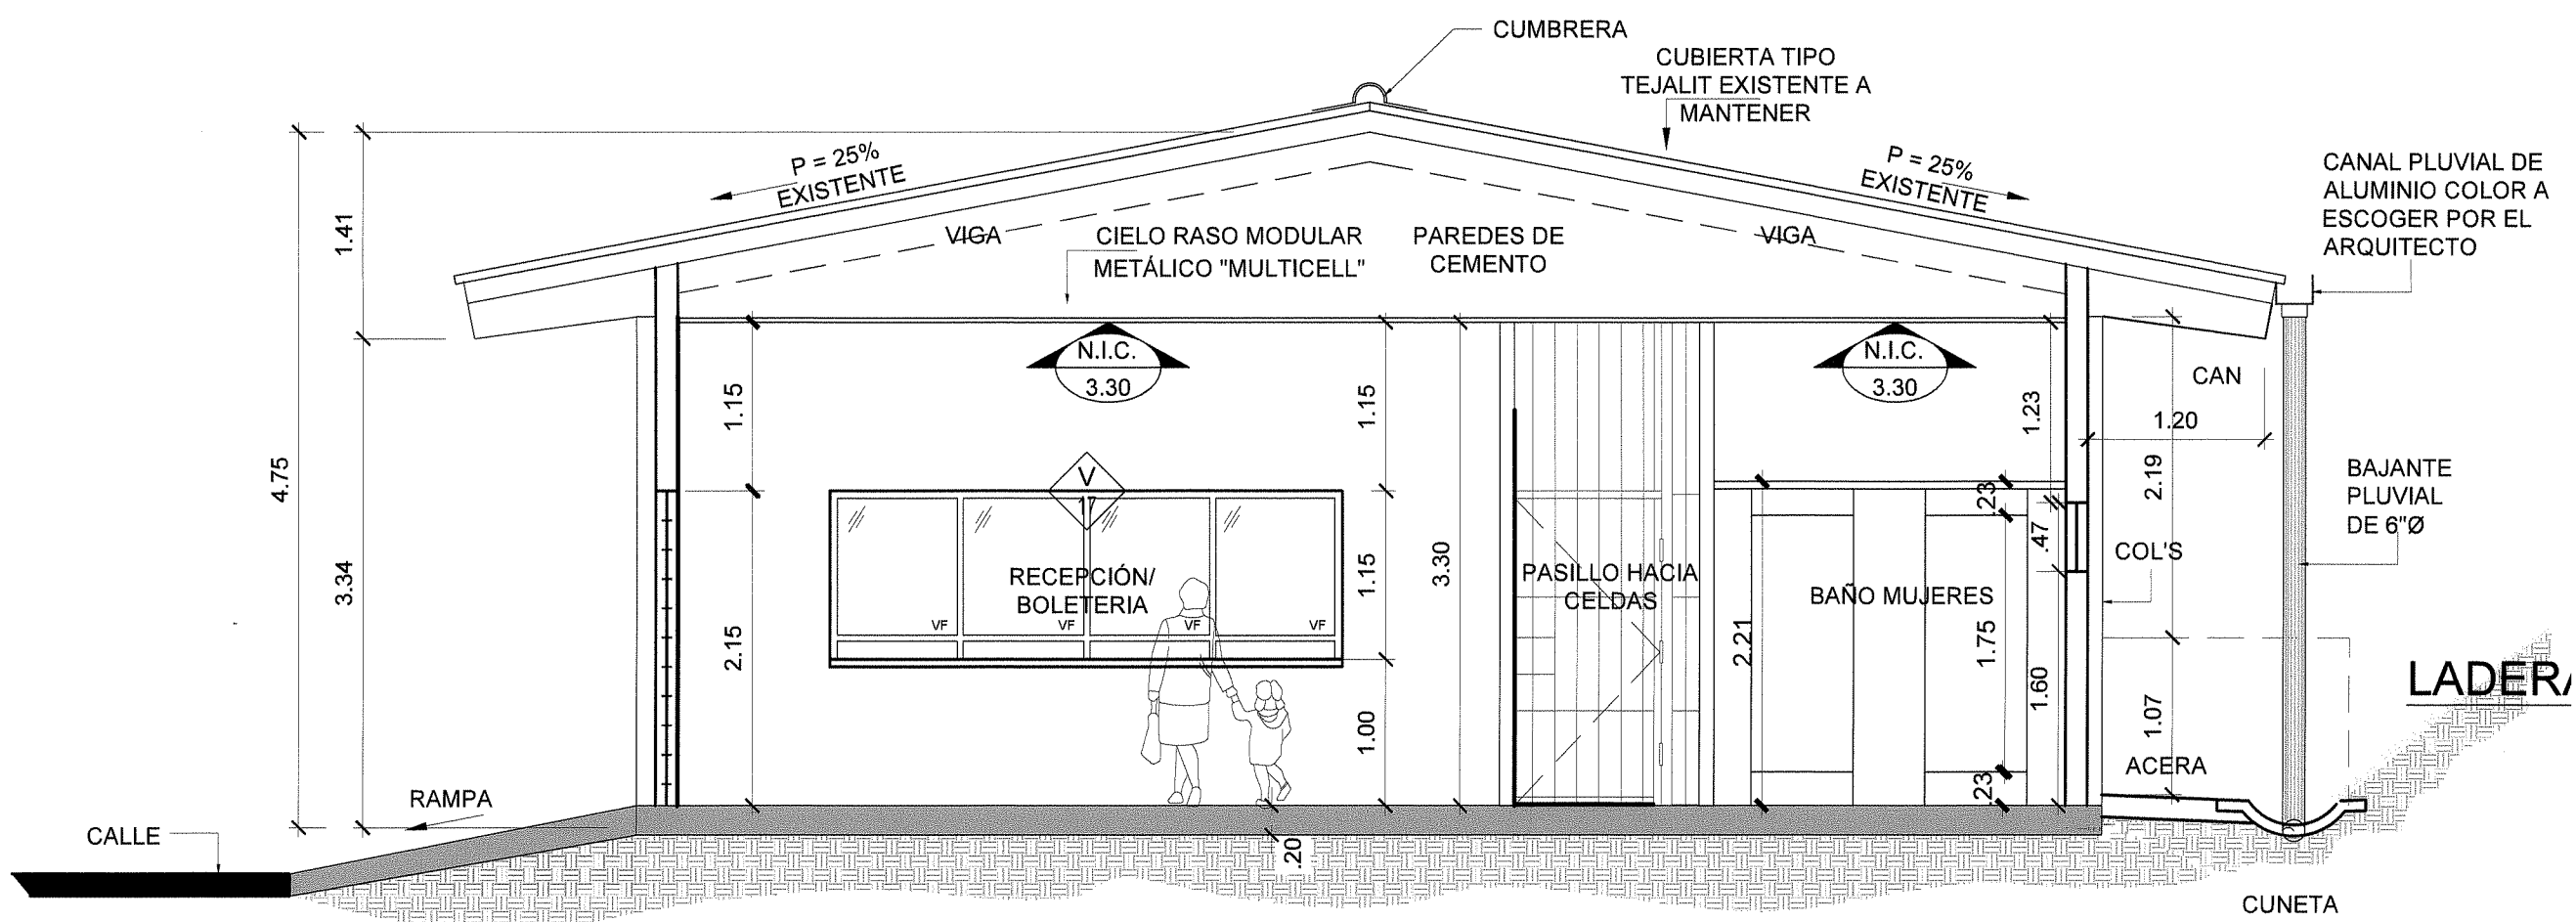 CUMBRERA
CUBIERTA TIPO
TEJALIT EXISTENTE A
MANTENER
P = 25%
EXISTENTE
P = 25%
EXISTENTE
CANAL PLUVIAL DE
ALUMINIO COLOR A
ESCOGER POR EL
ARQUITECTO
1.41
VIGA
CIELO RASO MODULAR
METÁLICO "MULTICELL"
PAREDES DE
CEMENTO
VIGA
N.I.C.
3.30
N.I.C.
3.30
CAN
1.15
1.15
1.23
1.20
4.75
2.19
V
17
BAJANTE
PLUVIAL
DE 6"Ø
.23
.47
COL'S
3.34
RECEPCIÓN/
BOLETERIA
1.15
3.30
PASILLO HACIA
CELDAS
BAÑO MUJERES
VF
VF
VF
VF
2.15
2.21
1.75
1.60
LADERA
1.00
1.07
ACERA
.23
RAMPA
CALLE
.20
CUNETA